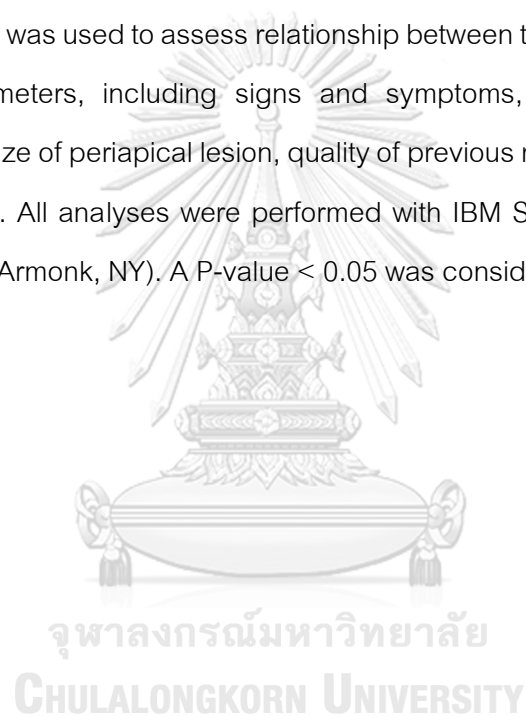 was used to assess relationship between t
meters, including signs and symptoms,
ze of periapical lesion, quality of previous r
. All analyses were performed with IBM S
Armonk, NY). A P-value < 0.05 was consid
จุฬาลงกรณ์มหาวิทยาลัย
CHULALONGKORN UNIVERSITY